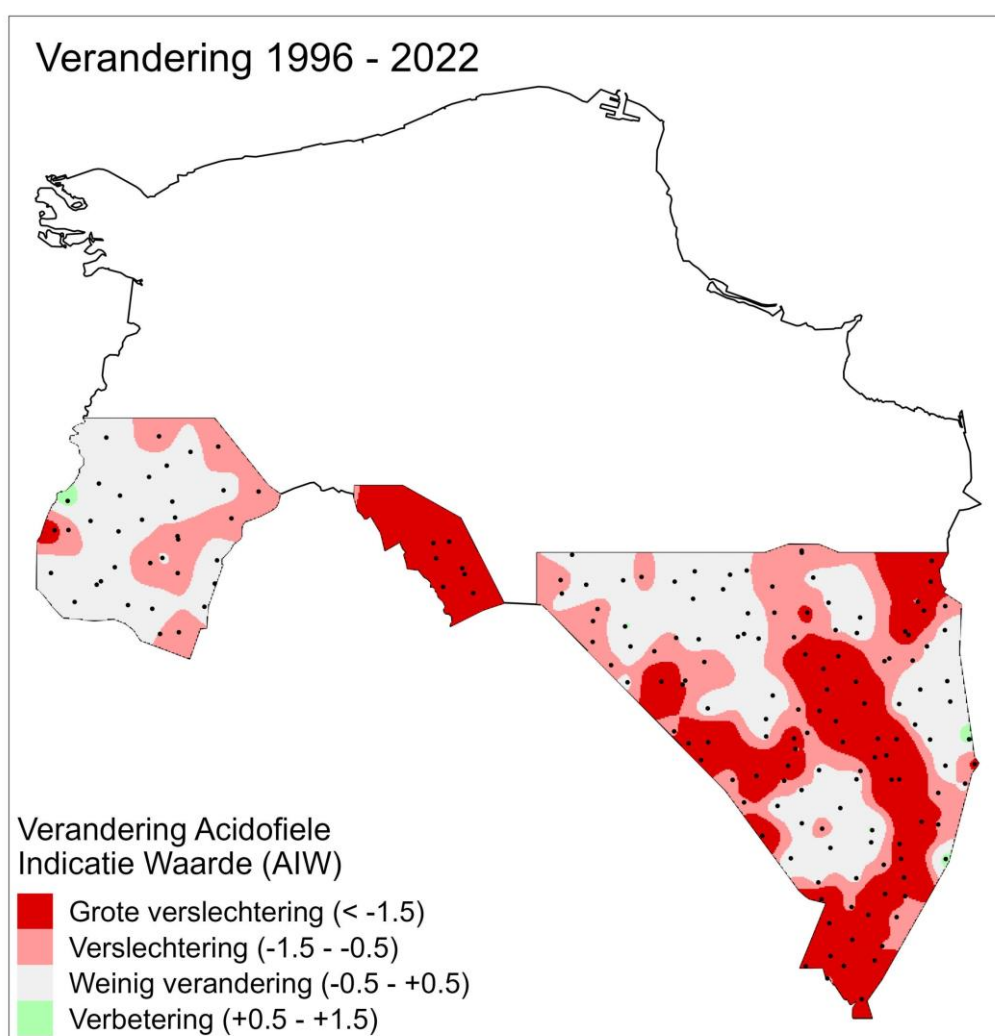 Verandering 1996 - 2022
Verandering Acidofiele
Indicatie Waarde (AIW)
Grote verslechtering (< -1.5)
Verslechtering (-1.5 - -0.5)
Weinig verandering (-0.5 - +0.5)
Verbetering (+0.5 - +1.5)